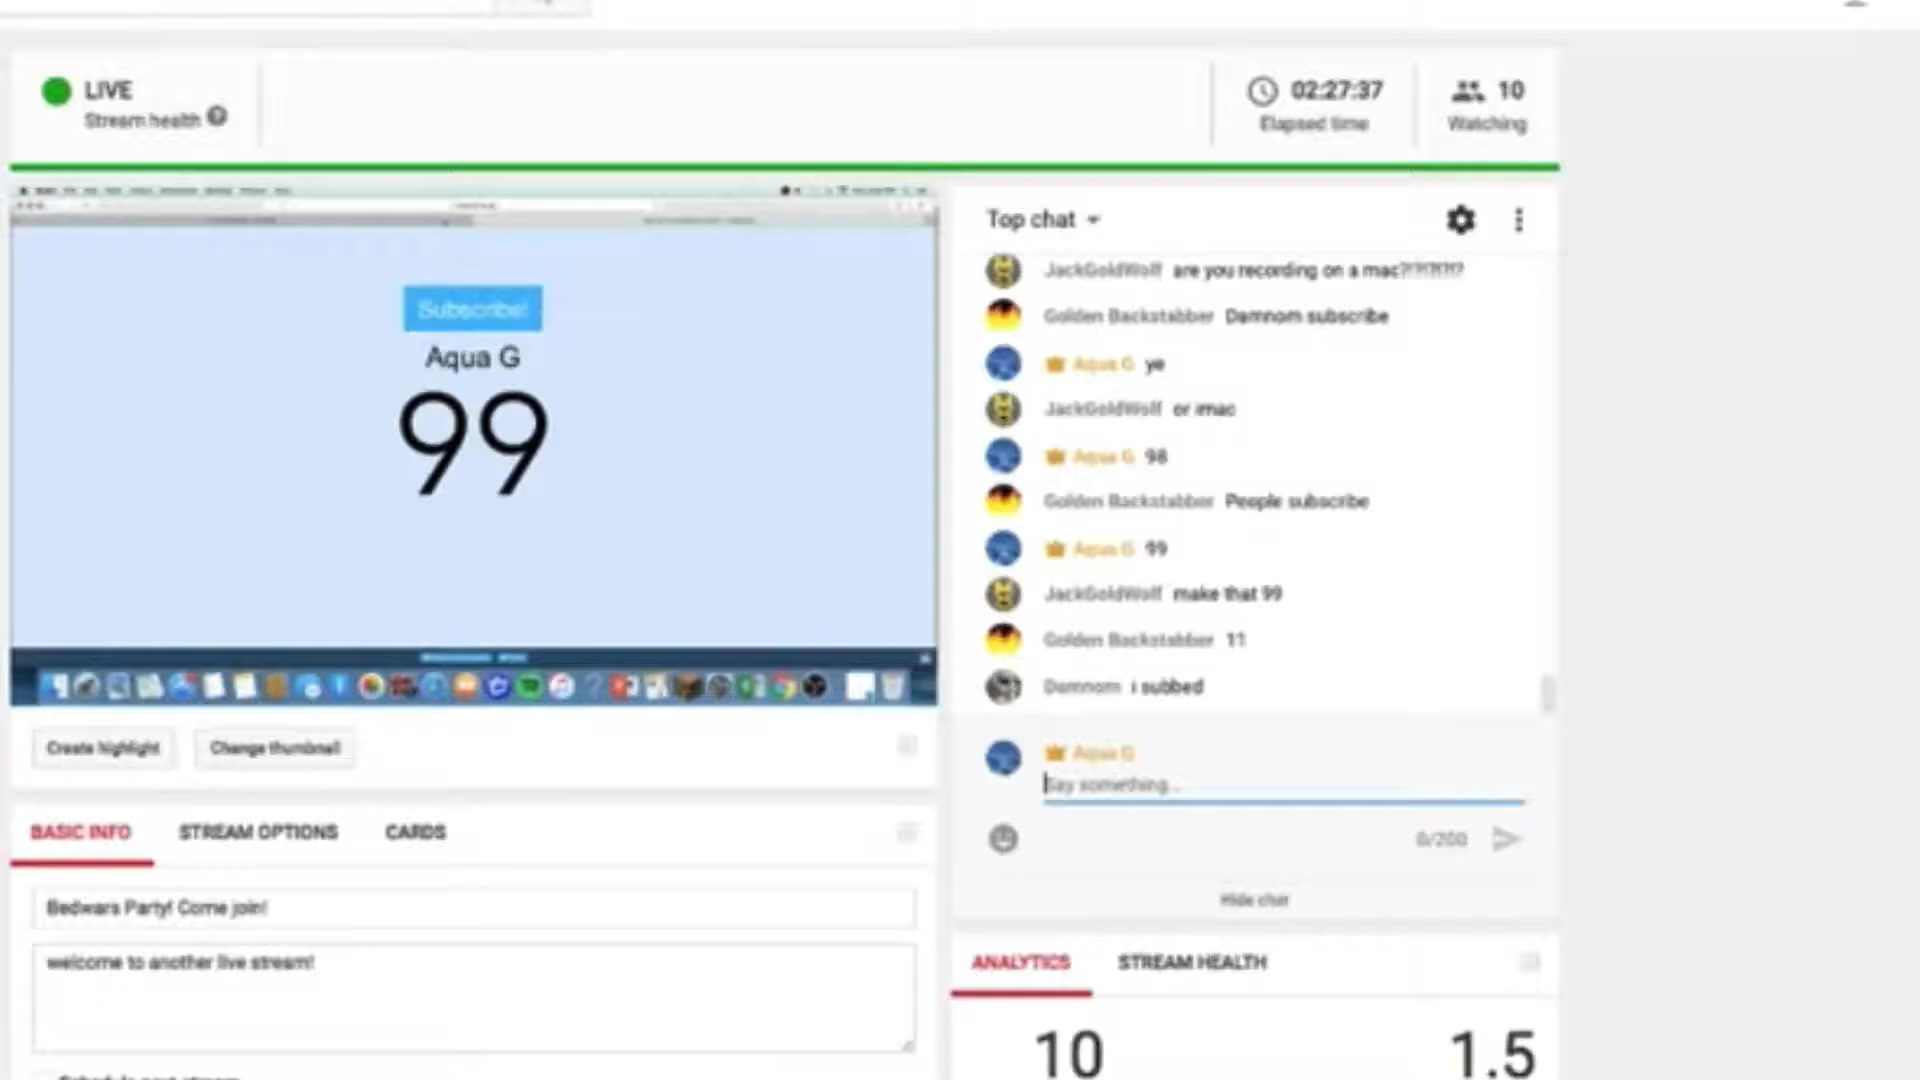 LIVE
Stream health
02:27:37
Elapsed time
10
Watching
Subscribe!
Aqua G
99
Top chat
JackGoldWolf are you recording on a mac?!?!?!?!?
Golden Backstabber Damnom subscribe
Aqua G ye
JackGoldWolf or imac
Aqua G 98
Golden Backstabber People subscribe
Aqua G 99
JackGoldWolf make that 99
Golden Backstabber 11
Damnom i subbed
Aqua G
Say something...
0/200
Hide chat
Create highlight
Change thumbnail
BASIC INFO
STREAM OPTIONS
CARDS
Bedwars Party! Come join!
welcome to another live stream!
ANALYTICS
STREAM HEALTH
10
1.5